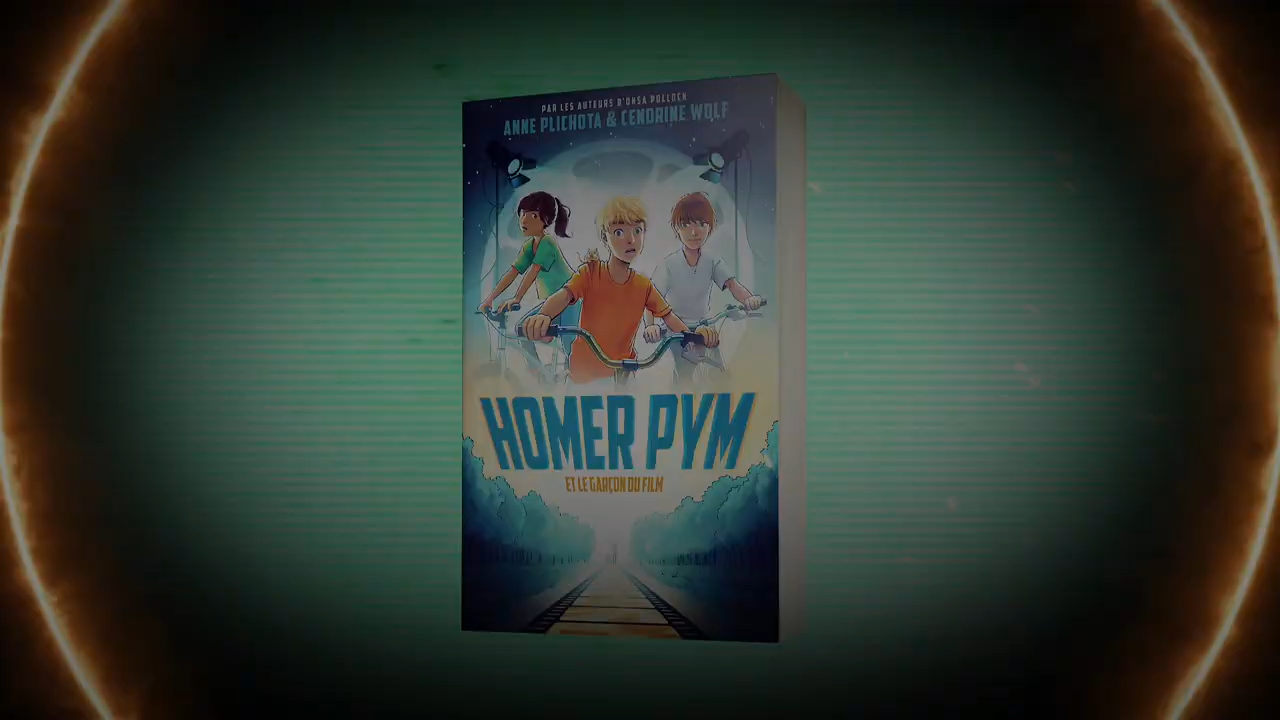 PAR LES AUTEURS D'OKSA POLLOCK
ANNE PLICHOTA & CENDRINE WOLF
HOMER PYM
ET LE GARÇON DU FILM